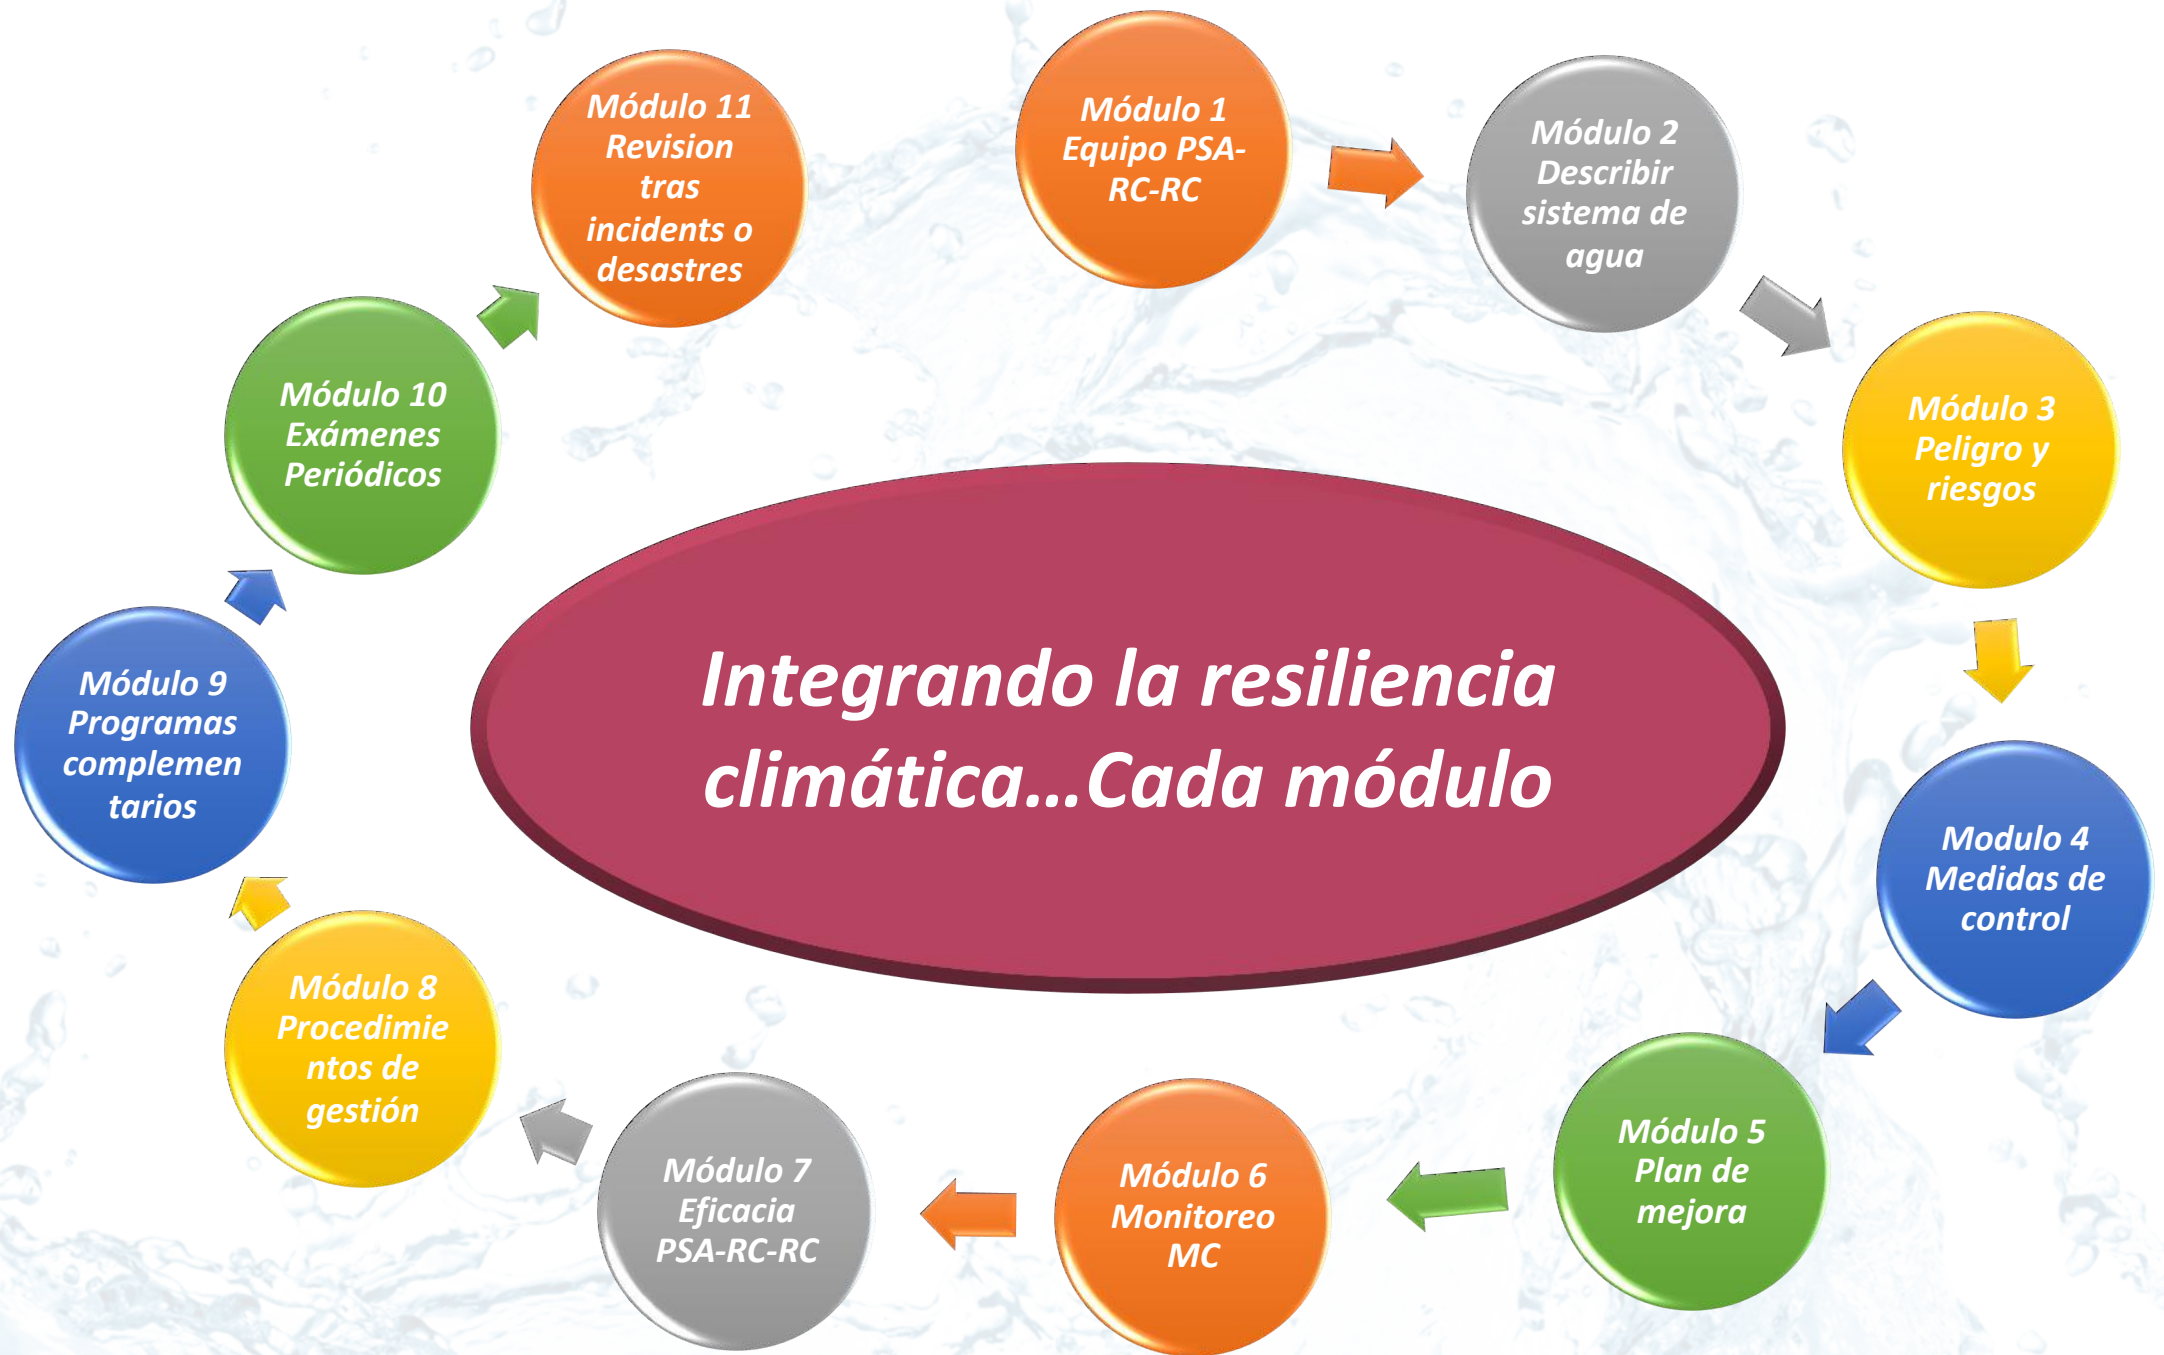 Módulo 1
Equipo PSA-
RC-RC
Módulo 2
Describir
sistema de
agua
Módulo 3
Peligro y
riesgos
Modulo 4
Medidas de
control
Módulo 5
Plan de
mejora
Módulo 6
Monitoreo
MC
Módulo 7
Eficacia
PSA-RC-RC
Módulo 8
Procedimie
ntos de
gestión
Módulo 9
Programas
complemen
tarios
Módulo 10
Exámenes
Periódicos
Módulo 11
Revision
tras
incidents o
desastres
Integrando la resiliencia
climática...Cada módulo